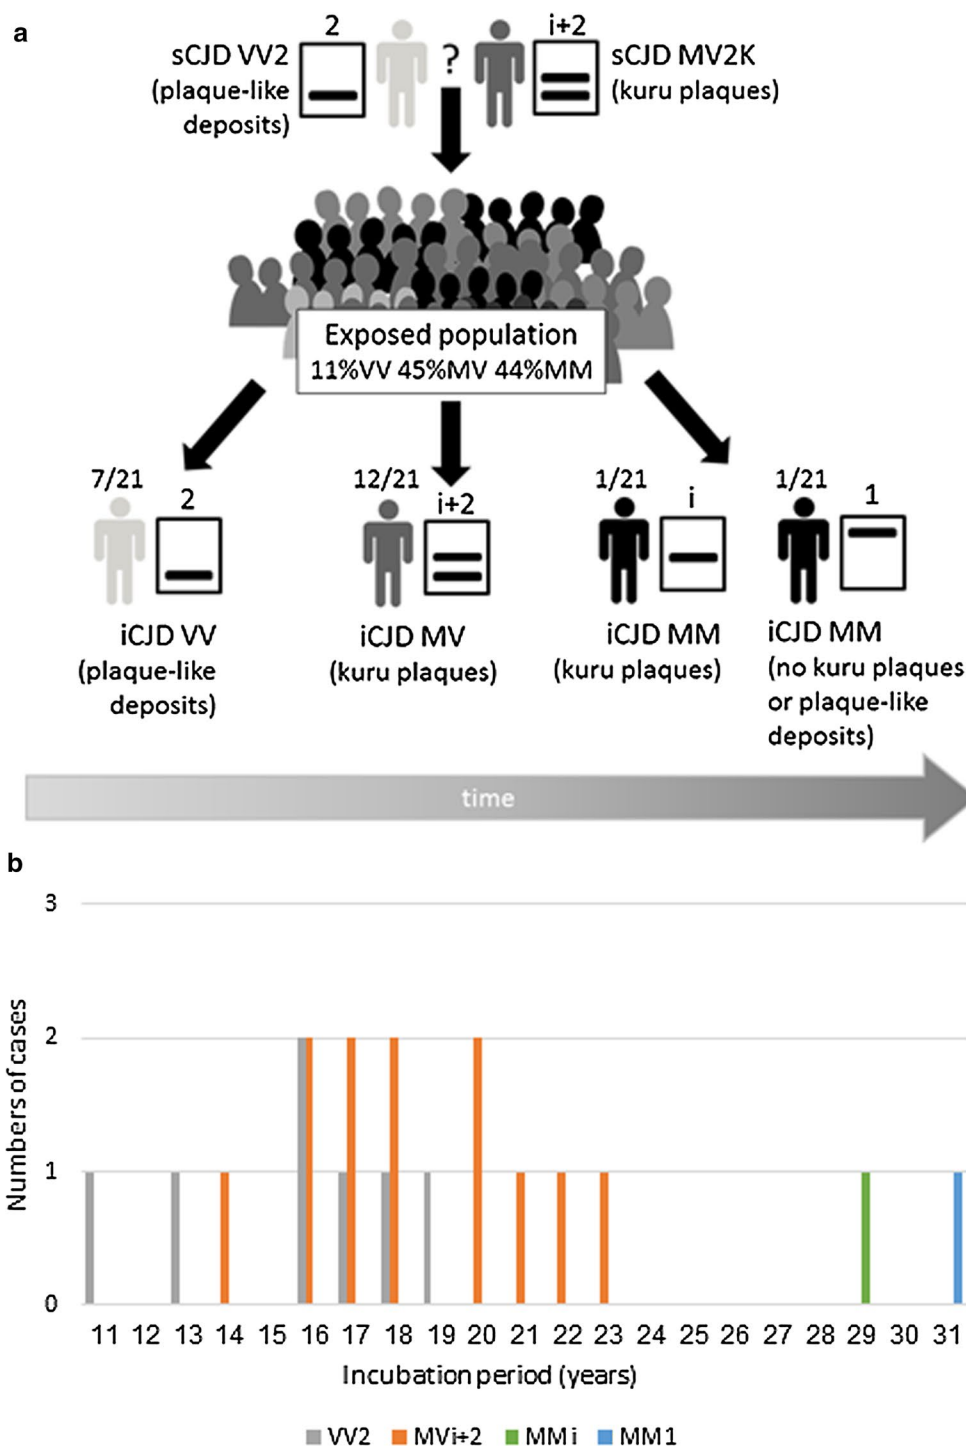 a
2
i+2
sCJD VV2
(plaque-like
deposits)
?
sCJD MV2K
(kuru plaques)
Exposed population
11%VV 45%MV 44%MM
7/21
2
12/21
i+2
1/21
i
1/21
1
iCJD VV
(plaque-like
deposits)
iCJD MV
(kuru plaques)
iCJD MM
(kuru plaques)
iCJD MM
(no kuru plaques
or plaque-like
deposits)
time
b
Numbers of cases
3
2
1
0
11 12 13 14 15 16 17 18 19 20 21 22 23 24 25 26 27 28 29 30 31
Incubation period (years)
VV2 MVi+2 MMi MM1